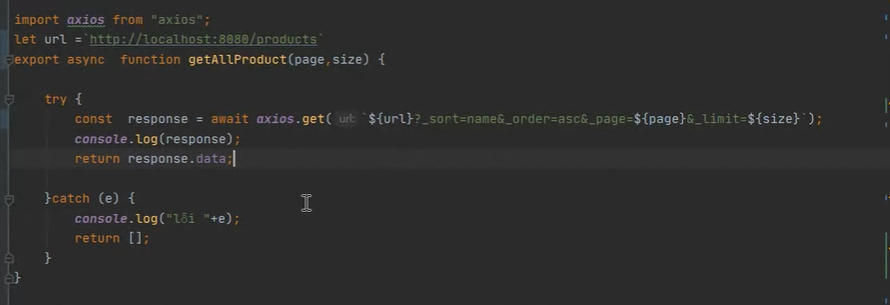 import axios from "axios";
let url =`http://localhost:8080/products`
export async  function getAllProduct(page,size) {
try {
const  response = await axios.get( url: `${url}?_sort=name&_order=asc&_page=${page}&_limit=${size}`);
console.log(response);
return response.data;
}catch (e) {
console.log("lỗi "+e);
return [];
}
}